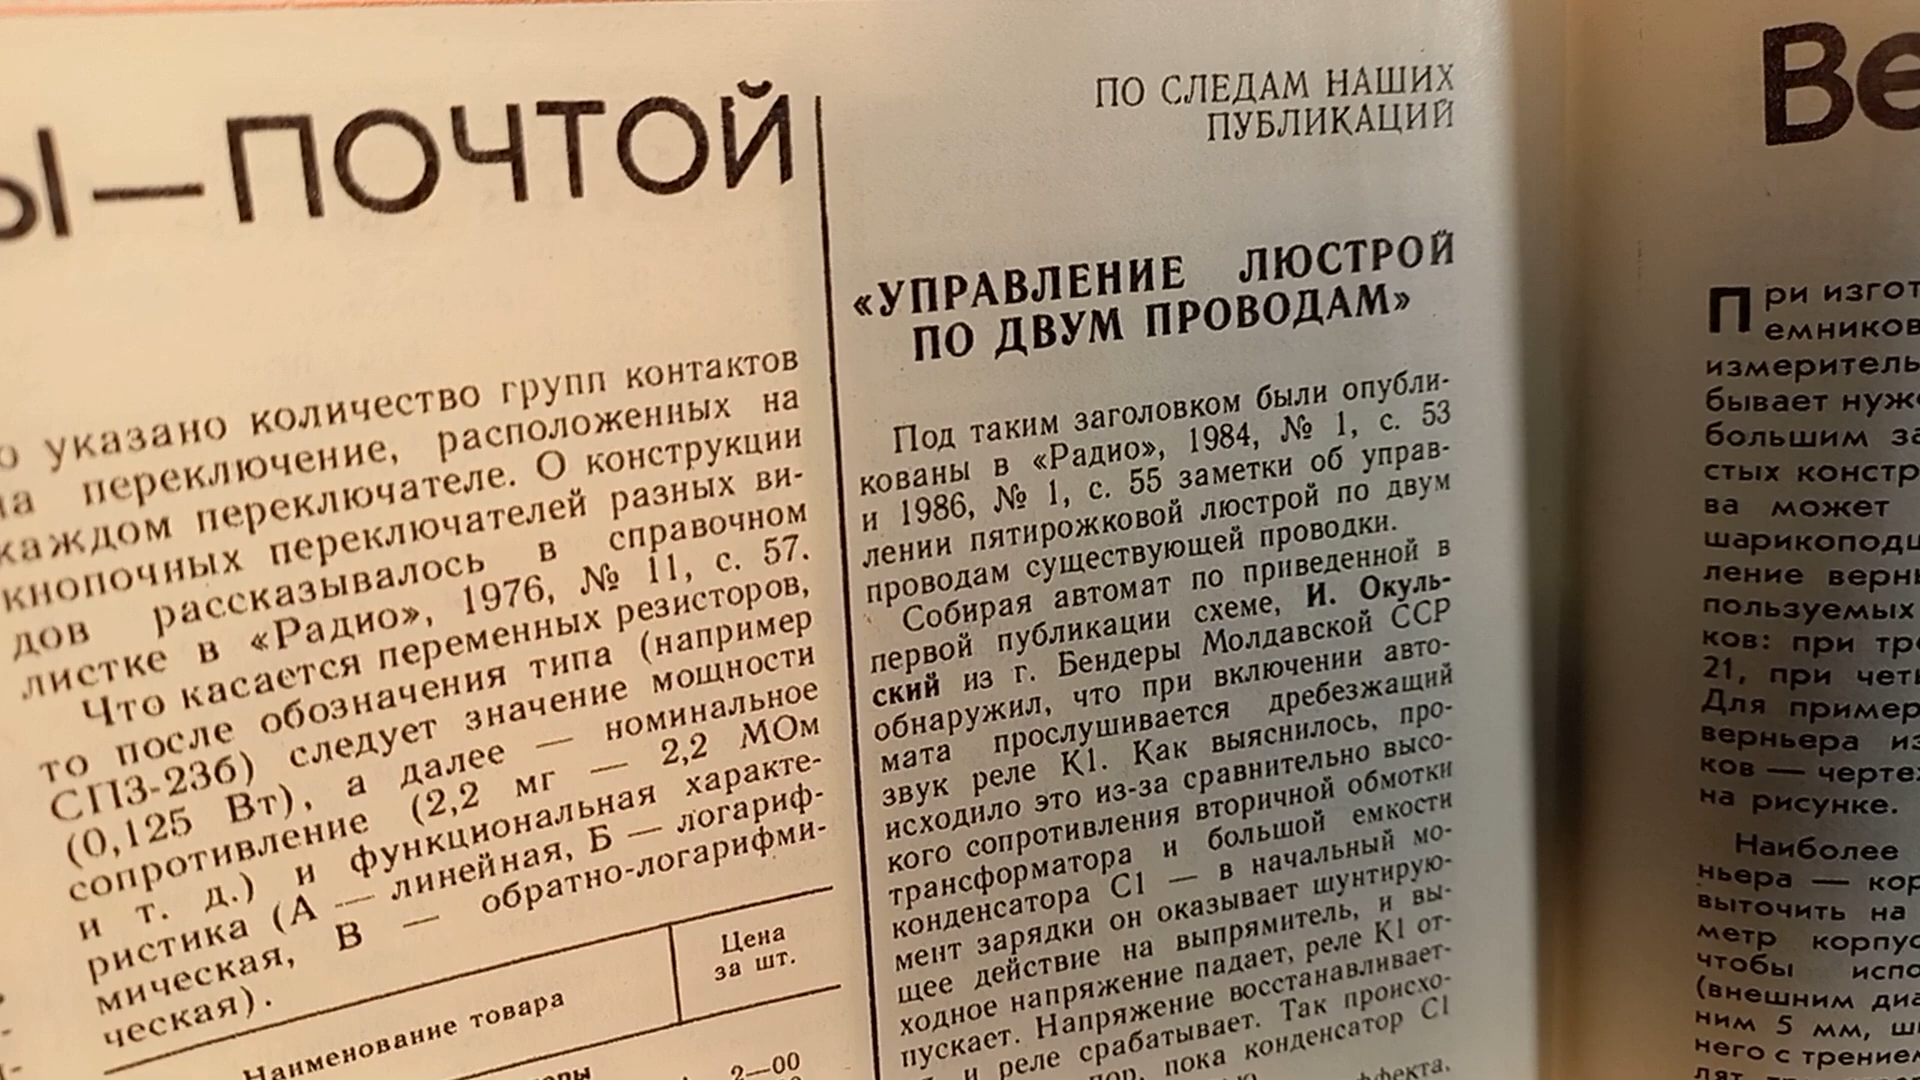 Ы—ПОЧТОЙ
указано количество групп контактов
на переключение, расположенных на
каждом переключателе. О конструкции
кнопочных переключателей разных ви-
дов рассказывалось в справочном
листке в «Радио», 1976, № 11, с. 57.
Что касается переменных резисторов,
то после обозначения типа (например
СП3-23б) следует значение мощности
(0,125 Вт), а далее — номинальное
сопротивление (2,2 мг — 2,2 МОм
и т. д.) и функциональная характе-
ристика (А — линейная, Б — логариф-
мическая, В — обратно-логарифми-
ческая).
Наименование товара
Цена
за шт.
2—00
ПО СЛЕДАМ НАШИХ
ПУБЛИКАЦИЙ
«УПРАВЛЕНИЕ ЛЮСТРОЙ
ПО ДВУМ ПРОВОДАМ»
Под таким заголовком были опубли-
кованы в «Радио», 1984, № 1, с. 53
и 1986, № 1, с. 55 заметки об управ-
лении пятирожковой люстрой по двум
проводам существующей проводки.
Собирая автомат по приведенной в
первой публикации схеме, И. Окуль-
ский из г. Бендеры Молдавской ССР
обнаружил, что при включении авто-
мата прослушивается дребезжащий
звук реле К1. Как выяснилось, про-
исходило это из-за сравнительно высо-
кого сопротивления вторичной обмотки
трансформатора и большой емкости
конденсатора С1 — в начальный мо-
мент зарядки он оказывает шунтирую-
щее действие на выпрямитель, и вы-
ходное напряжение падает, реле К1 от-
пускает. Напряжение восстанавливает-
и реле срабатывает. Так происхо-
пока конденсатор С1
Ве
При изгот
емников
измеритель
бывает нуж
большим за
стых констр
ва может
шарикоподш
ление верн
пользуемых
ков: при тре
21, при чет
Для пример
верньера из
ков — черте
на рисунке.
Наиболее
ньера — кор
выточить на
метр корпус
чтобы испо
(внешним диа
ним 5 мм, ш
него с трением